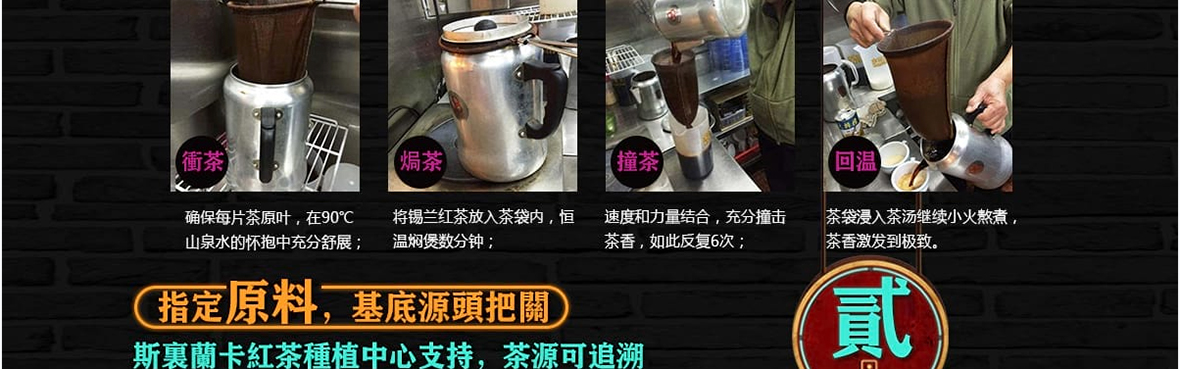 衝茶
焗茶
撞茶
回温
确保每片茶原叶，在90℃
山泉水的怀抱中充分舒展；
将锡兰红茶放入茶袋内，恒
温焖煲数分钟；
速度和力量结合，充分撞击
茶香，如此反复6次；
茶袋浸入茶汤继续小火熬煮，
茶香激发到极致。
指定原料，基底源頭把關
貳
斯裏蘭卡紅茶種植中心支持，茶源可追溯